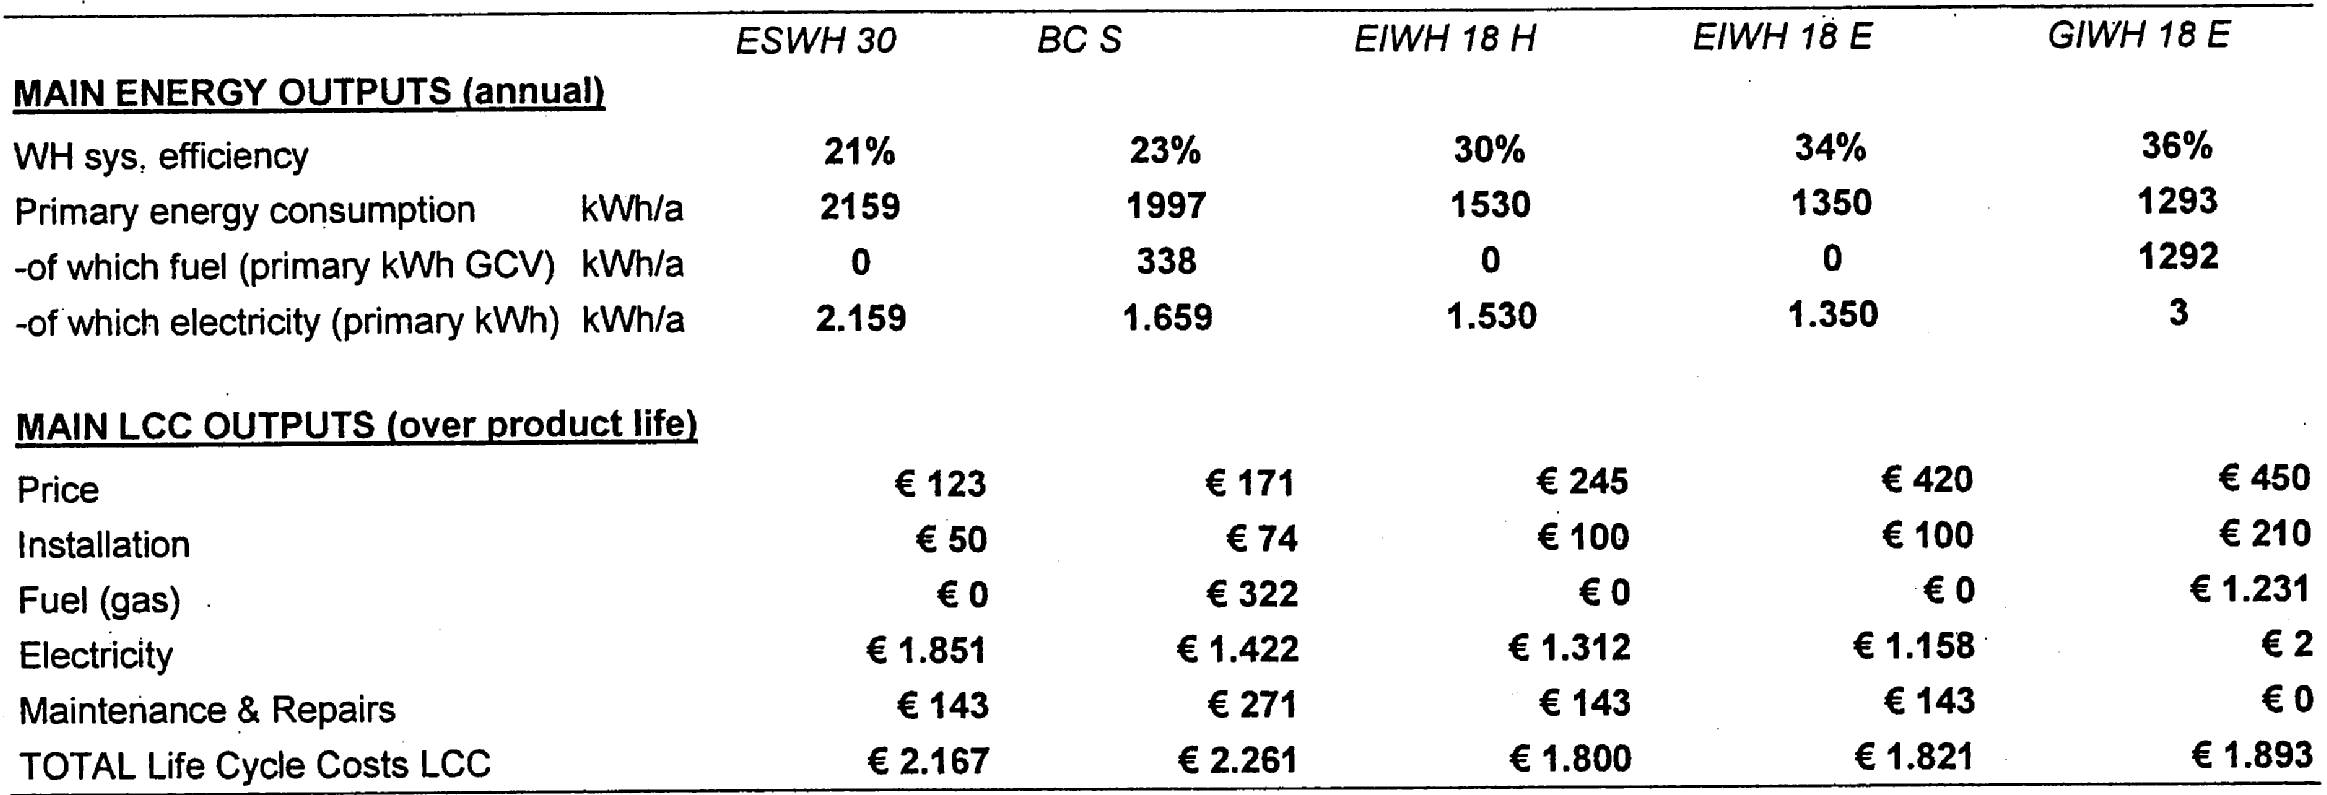 ESWH 30 BC S EIWH 18 H EIWH 18 E GIWH 18 E
MAIN ENERGY OUTPUTS (annual)
WH sys. efficiency 21% 23% 30% 34% 36%
Primary energy consumption kWh/a 2159 1997 1530 1350 1293
-of which fuel (primary kWh GCV) kWh/a 0 338 0 0 1292
-of which electricity (primary kWh) kWh/a 2.159 1.659 1.530 1.350 3
MAIN LCC OUTPUTS (over product life)
Price € 123 € 171 € 245 € 420 € 450
Installation € 50 € 74 € 100 € 100 € 210
Fuel (gas) € 0 € 322 € 0 € 0 € 1.231
Electricity € 1.851 € 1.422 € 1.312 € 1.158 € 2
Maintenance & Repairs € 143 € 271 € 143 € 143 € 0
TOTAL Life Cycle Costs LCC € 2.167 € 2.261 € 1.800 € 1.821 € 1.893